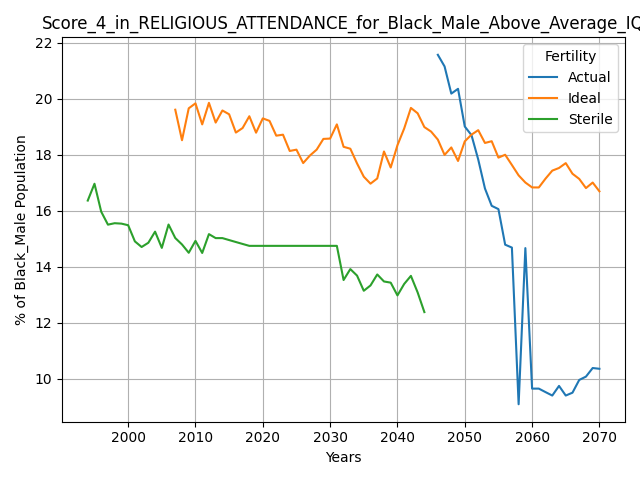 Score_4_in_RELIGIOUS_ATTENDANCE_for_Black_Male_Above_Average_IQ
22
20
18
16
14
12
10
% of Black_Male Population
Fertility
Actual
Ideal
Sterile
2000 2010 2020 2030 2040 2050 2060 2070
Years